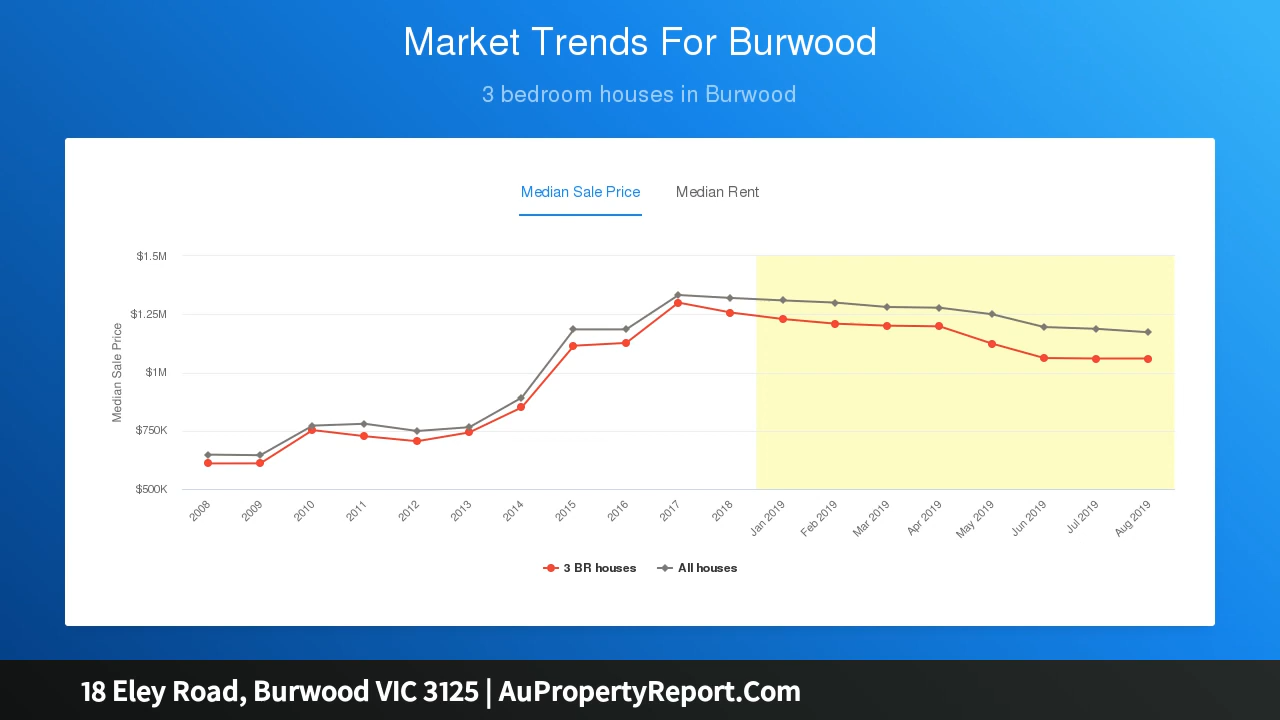 Market Trends For Burwood
3 bedroom houses in Burwood
Median Sale Price Median Rent
Median Sale Price
$1.5M
$1.25M
$1M
$750K
$500K
2008 2009 2010 2011 2012 2013 2014 2015 2016 2017 2018 Jan 2019 Feb 2019 Mar 2019 Apr 2019 May 2019 Jun 2019 Jul 2019 Aug 2019
3 BR houses All houses
18 Eley Road, Burwood VIC 3125 | AuPropertyReport.Com